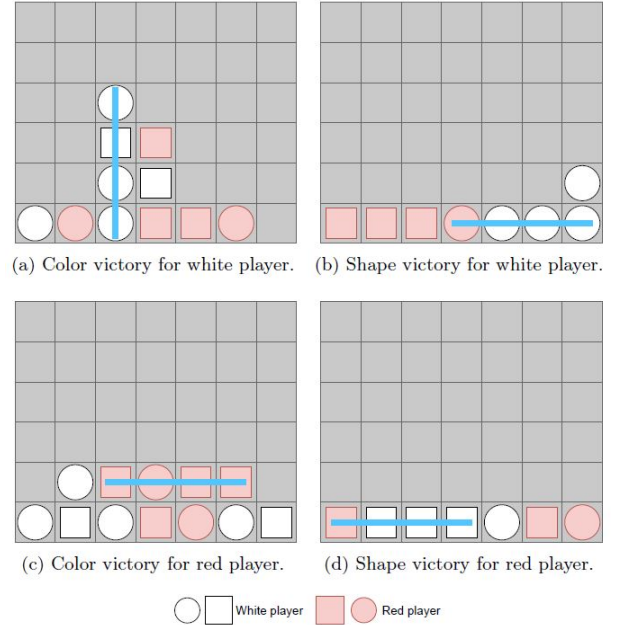 (a) Color victory for white player.
(b) Shape victory for white player.
(c) Color victory for red player.
(d) Shape victory for red player.
White player
Red player